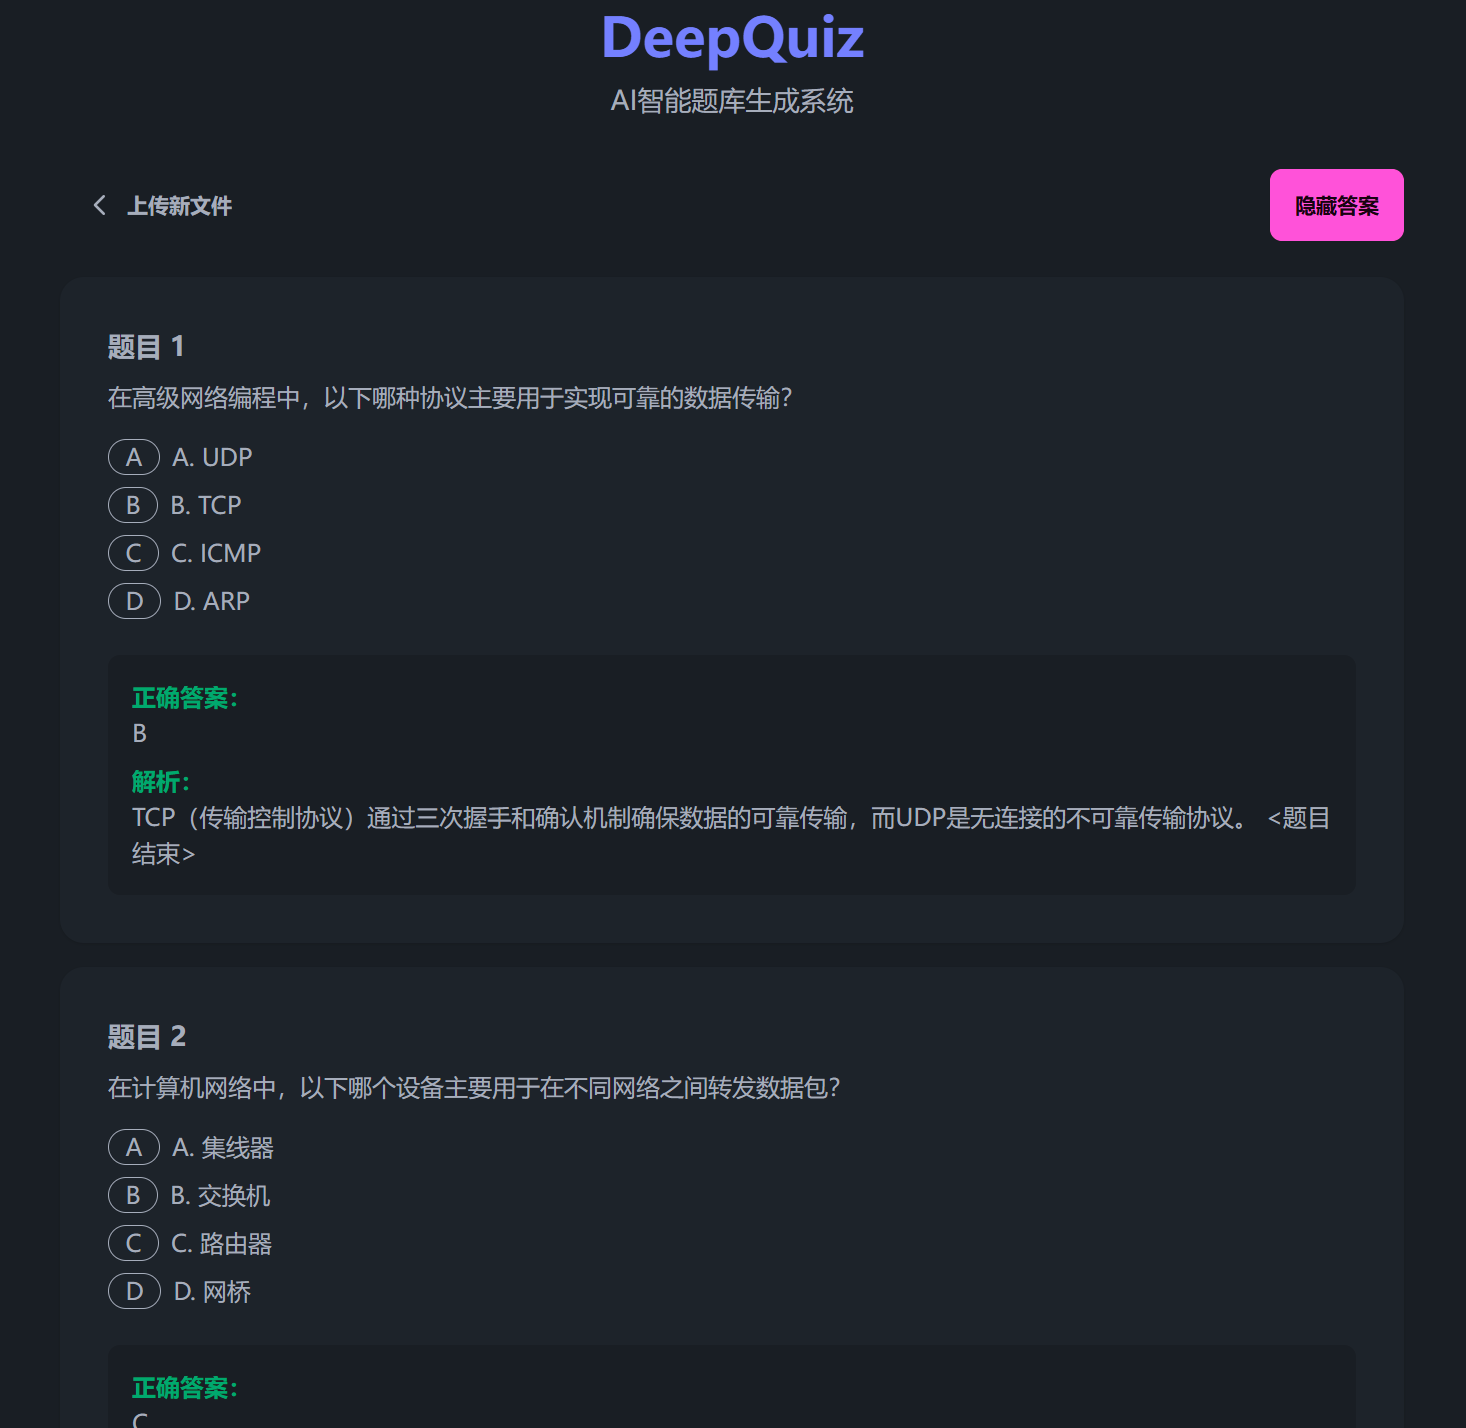 DeepQuiz
AI智能题库生成系统
上传新文件
隐藏答案
题目 1
在高级网络编程中，以下哪种协议主要用于实现可靠的数据传输？
A A. UDP
B B. TCP
C C. ICMP
D D. ARP
正确答案：
B
解析：
TCP（传输控制协议）通过三次握手和确认机制确保数据的可靠传输，而UDP是无连接的不可靠传输协议。 <题目
结束>
题目 2
在计算机网络中，以下哪个设备主要用于在不同网络之间转发数据包？
A A. 集线器
B B. 交换机
C C. 路由器
D D. 网桥
正确答案：
C